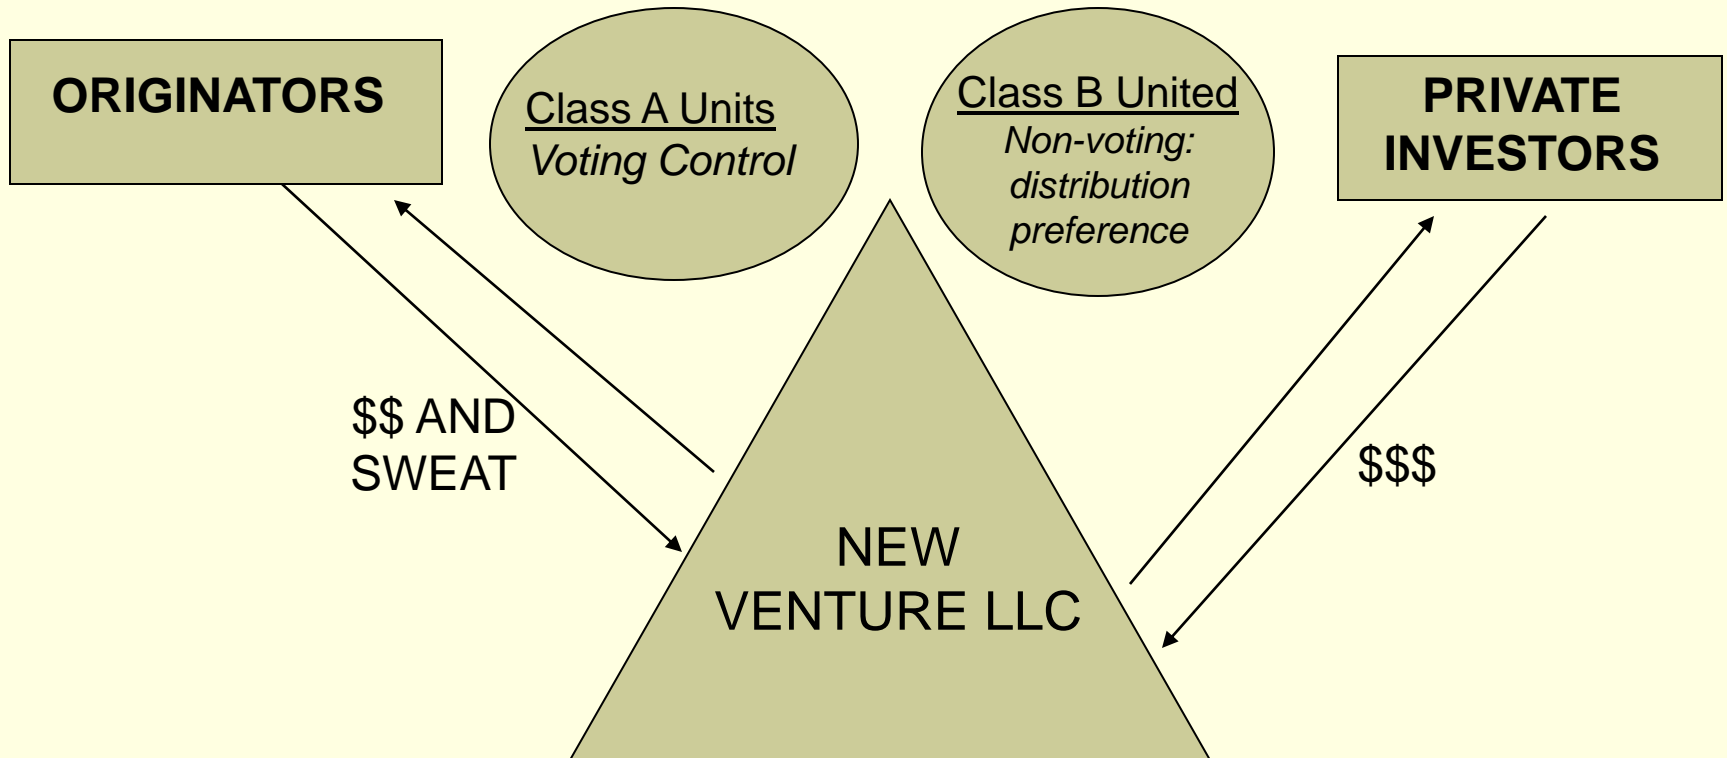 ORIGINATORS
Class A Units
Voting Control
Class B United
Non-voting:
distribution
preference
PRIVATE
INVESTORS
$$ AND
SWEAT
$$$
NEW
VENTURE LLC